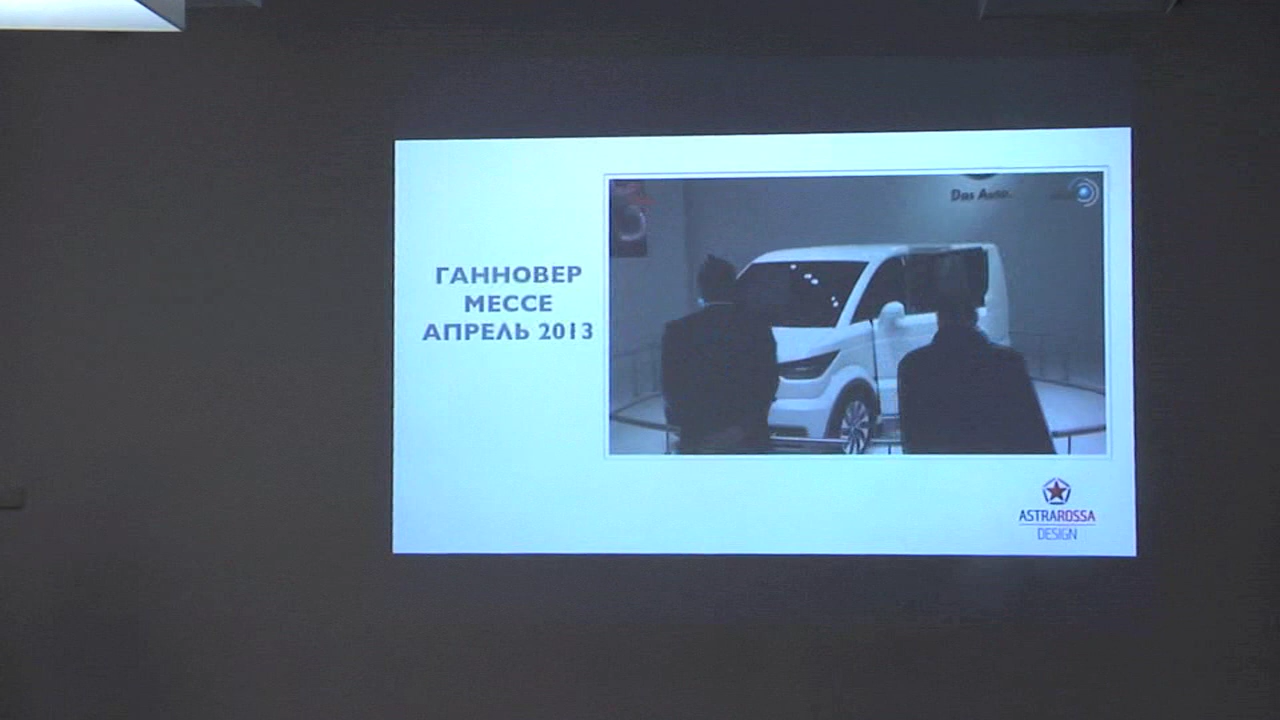 ГАННОВЕР
МЕССЕ
АПРЕЛЬ 2013
Das Auto.
ASTRAROSSA
DESIGN